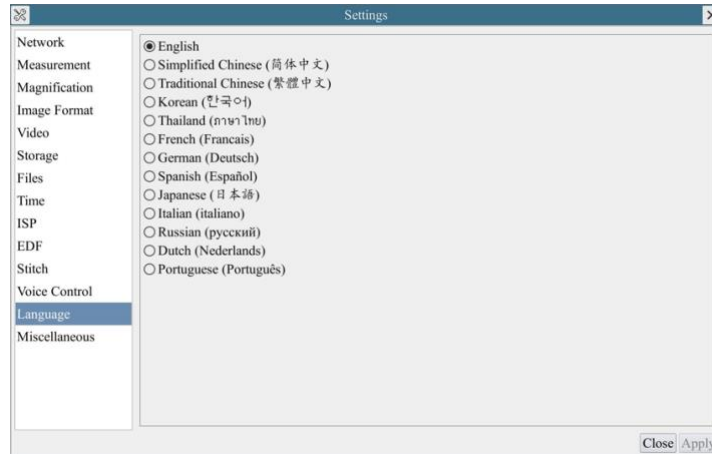 Settings
Network
Measurement
Magnification
Image Format
Video
Storage
Files
Time
ISP
EDF
Stitch
Voice Control
Language
Miscellaneous
English
Simplified Chinese (简体中文)
Traditional Chinese (繁體中文)
Korean (한국어)
Thailand (ภาษาไทย)
French (Francais)
German (Deutsch)
Spanish (Español)
Japanese (日本語)
Italian (italiano)
Russian (русский)
Dutch (Nederlands)
Portuguese (Português)
Close Apply